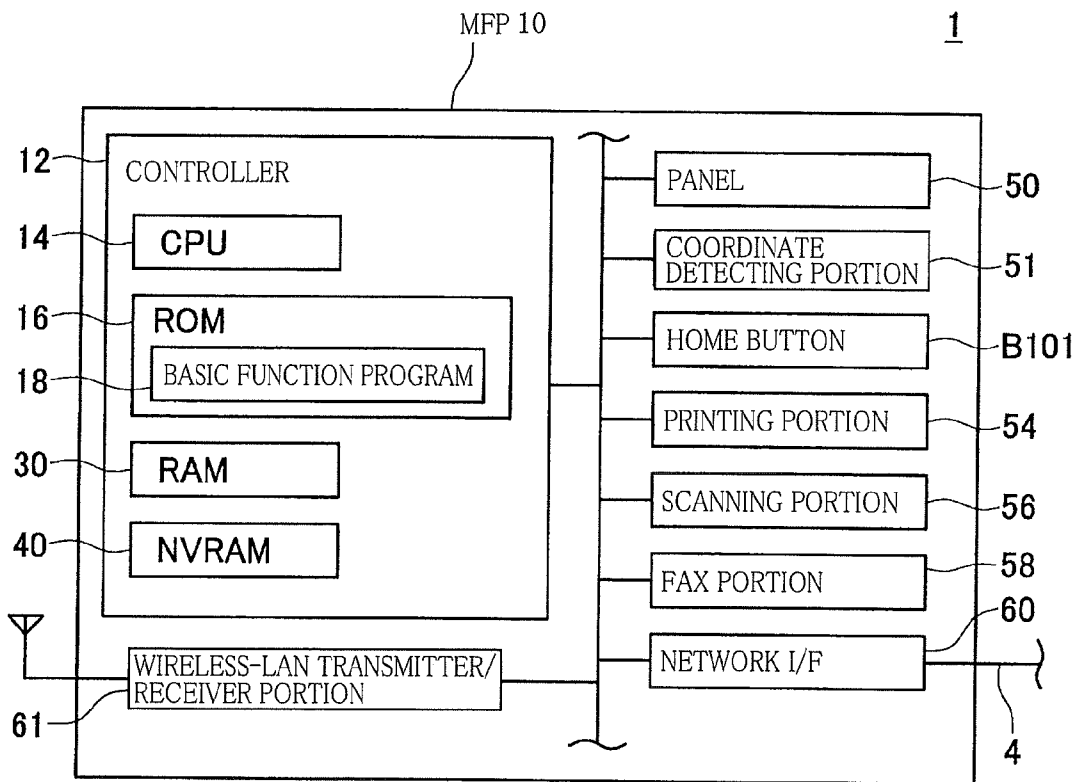 MFP 10
1
12
CONTROLLER
14
CPU
16
ROM
18
BASIC FUNCTION PROGRAM
30
RAM
40
NVRAM
WIRELESS-LAN TRANSMITTER/
RECEIVER PORTION
61
PANEL
50
COORDINATE
DETECTING PORTION
51
HOME BUTTON
B101
PRINTING PORTION
54
SCANNING PORTION
56
FAX PORTION
58
NETWORK I/F
60
4